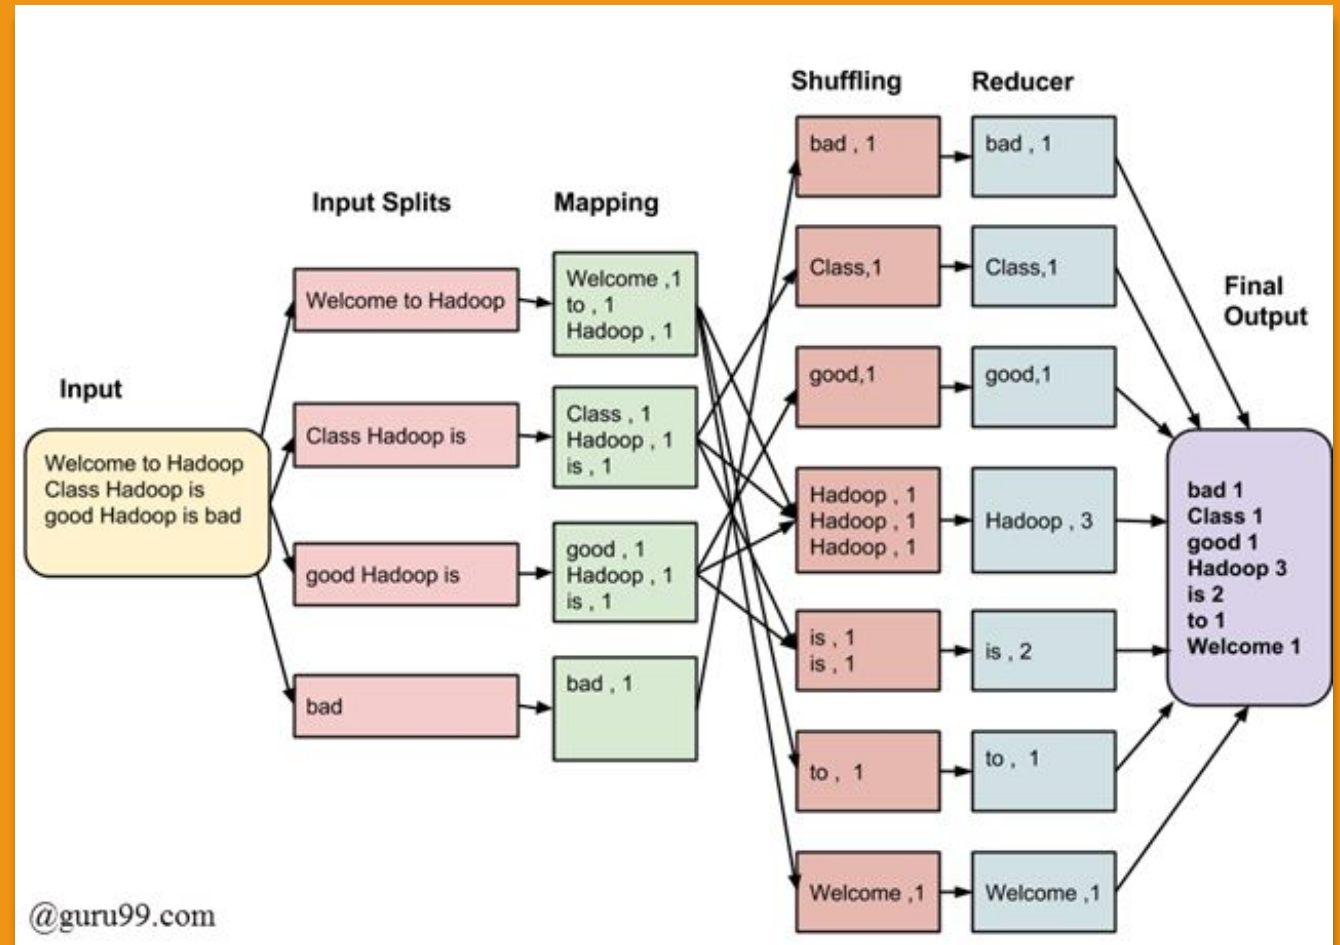 Shuffling
Reducer
Input Splits
Mapping
Final
Output
Input
Welcome to Hadoop
Class Hadoop is
good Hadoop is bad
Welcome to Hadoop
Class Hadoop is
good Hadoop is
bad
Welcome ,1
to , 1
Hadoop , 1
Class , 1
Hadoop , 1
is , 1
good , 1
Hadoop , 1
is , 1
bad , 1
bad , 1
Class,1
good,1
Hadoop , 1
Hadoop , 1
Hadoop , 1
is , 1
is , 1
to , 1
Welcome ,1
bad , 1
Class,1
good,1
Hadoop , 3
is , 2
to , 1
Welcome ,1
bad 1
Class 1
good 1
Hadoop 3
is 2
to 1
Welcome 1
@guru99.com